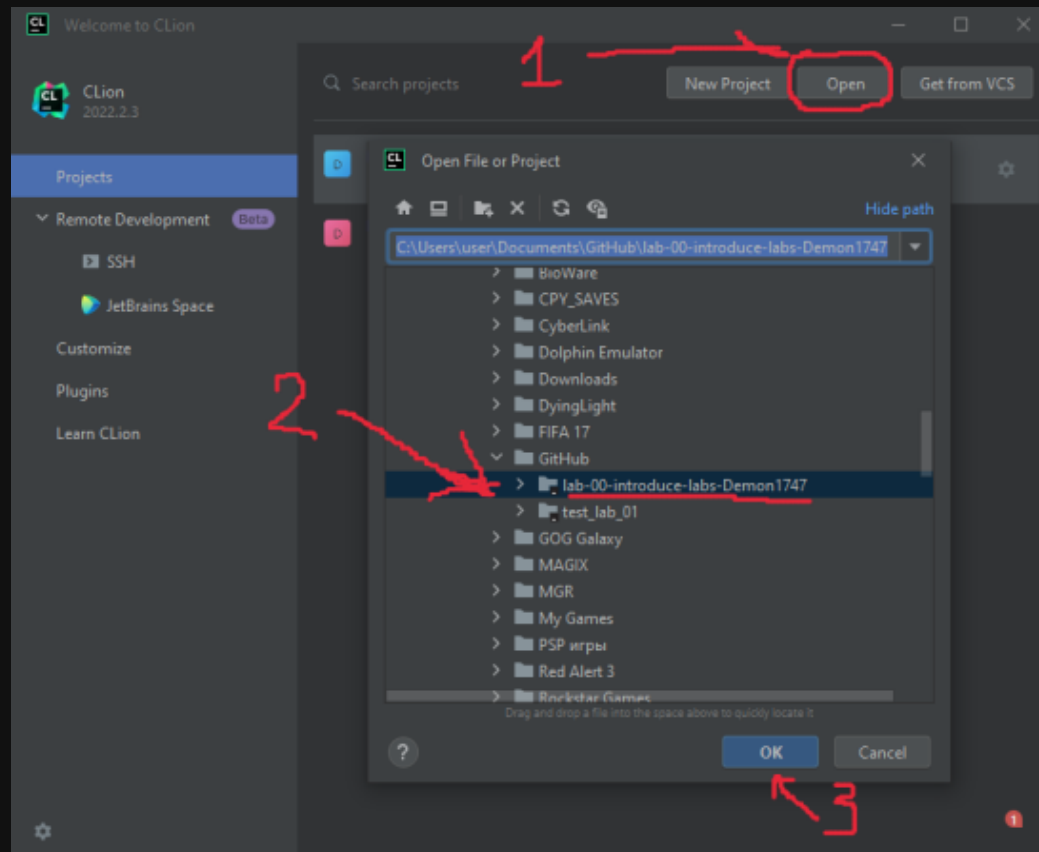 Welcome to CLion
CLion
2022.2.3
1
Search projects
New Project
Open
Get from VCS
Projects
Remote Development
Beta
SSH
JetBrains Space
Customize
Plugins
Learn CLion
Open File or Project
Hide path
C:\Users\user\Documents\GitHub\lab-00-introduce-labs-Demon1747
BioWare
CPY_SAVES
CyberLink
Dolphin Emulator
Downloads
DyingLight
FIFA 17
GitHub
2
lab-00-introduce-labs-Demon1747
test_lab_01
GOG Galaxy
MAGIX
MGR
My Games
PSP игры
Red Alert 3
Rockstar Games
Drag and drop a file into the space above to quickly locate it
?
OK
Cancel
3
1